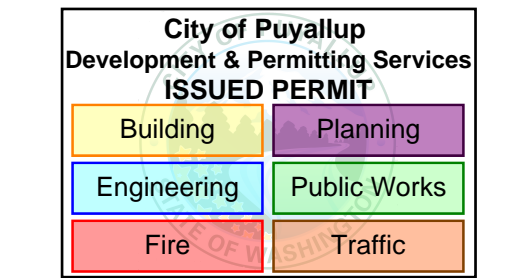 City of Puyallup
Development & Permitting Services
ISSUED PERMIT
Building Planning
Engineering Public Works
Fire Traffic